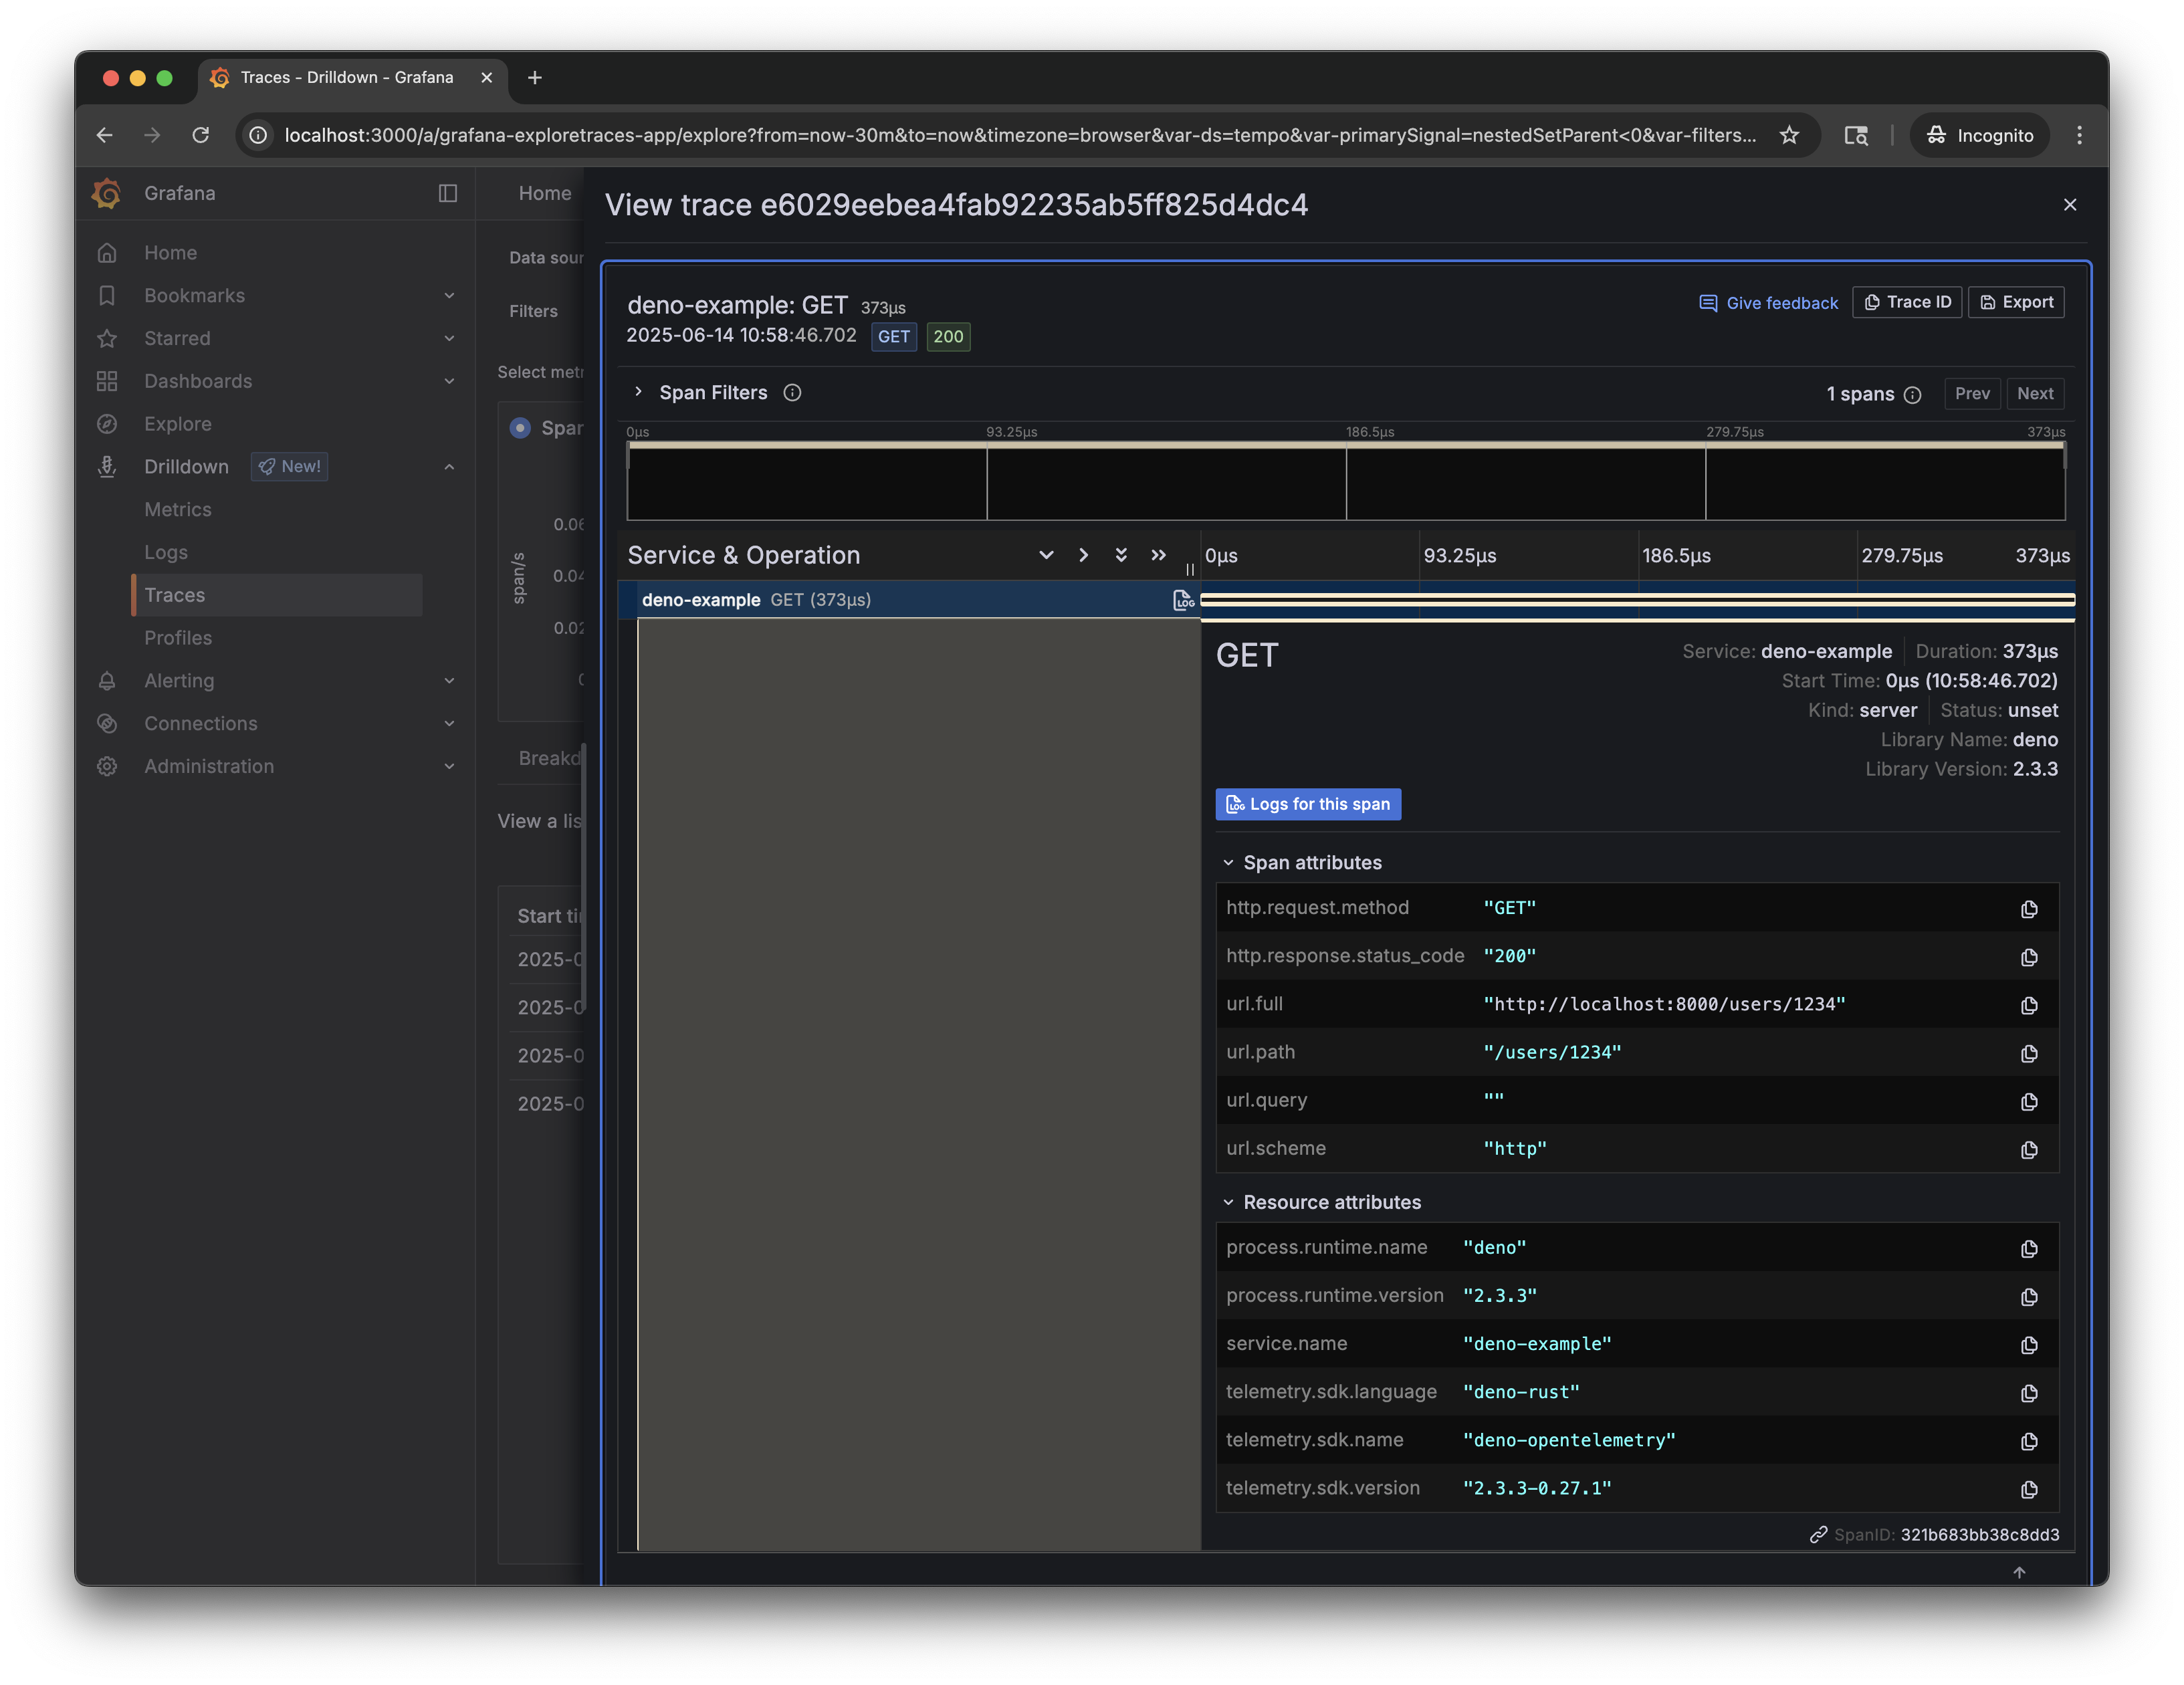 Traces - Drilldown - Grafana
localhost:3000/a/grafana-exploretraces-app/explore?from=now-30m&to=now&timezone=browser&var-ds=tempo&var-primarySignal=nestedSetParent<0&var-filters...
Incognito
Grafana
Home
Bookmarks
Starred
Dashboards
Explore
Drilldown
New!
Metrics
Logs
Traces
Profiles
Alerting
Connections
Administration
Home
Data sour
Filters
Select metr
Span
span/s
0.06
0.04
0.02
0
Breakd
View a lis
Start ti
2025-0
2025-0
2025-0
2025-0
View trace e6029eebea4fab92235ab5ff825d4dc4
deno-example: GET 373µs
Give feedback
Trace ID
Export
2025-06-14 10:58:46.702 GET 200
Span Filters
1 spans
Prev
Next
0µs 93.25µs 186.5µs 279.75µs 373µs
Service & Operation
0µs 93.25µs 186.5µs 279.75µs 373µs
deno-example GET (373µs)
LOG
GET
Service: deno-example Duration: 373µs
Start Time: 0µs (10:58:46.702)
Kind: server Status: unset
Library Name: deno
Library Version: 2.3.3
LOG Logs for this span
Span attributes
http.request.method "GET"
http.response.status_code "200"
url.full "http://localhost:8000/users/1234"
url.path "/users/1234"
url.query ""
url.scheme "http"
Resource attributes
process.runtime.name "deno"
process.runtime.version "2.3.3"
service.name "deno-example"
telemetry.sdk.language "deno-rust"
telemetry.sdk.name "deno-opentelemetry"
telemetry.sdk.version "2.3.3-0.27.1"
SpanID: 321b683bb38c8dd3